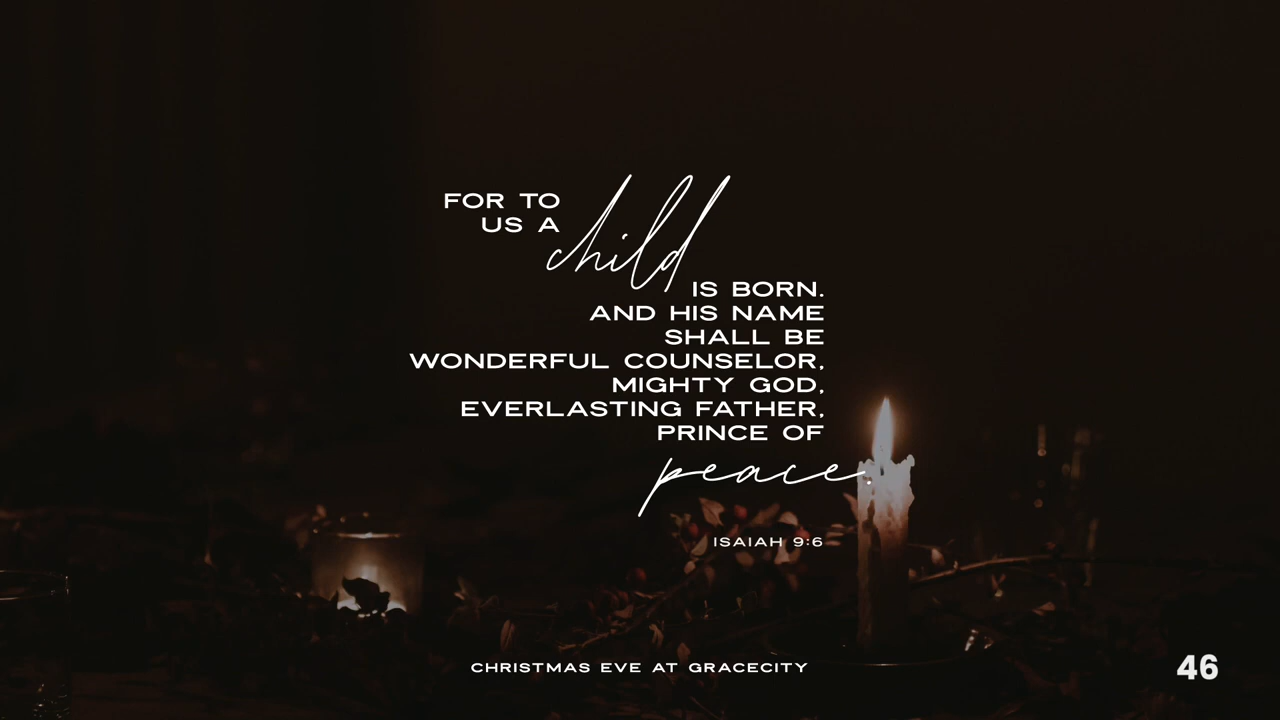 FOR TO
US A
child
IS BORN.
AND HIS NAME
SHALL BE
WONDERFUL COUNSELOR,
MIGHTY GOD,
EVERLASTING FATHER,
PRINCE OF
peace.
ISAIAH 9:6
CHRISTMAS EVE AT GRACECITY
46